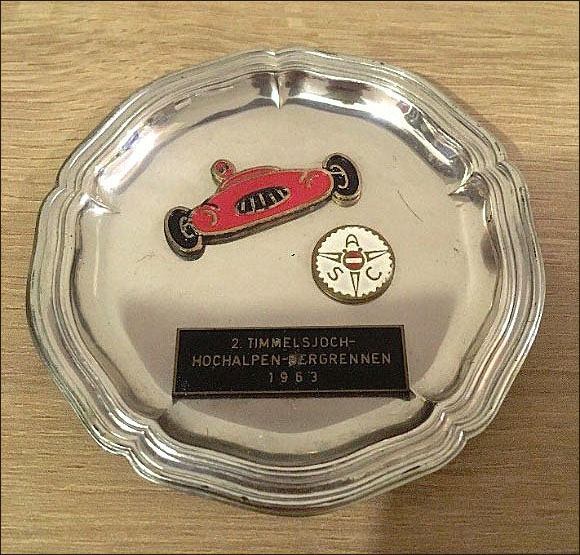 A
S C
2. TIMMELSJOCH-
HOCHALPEN-BERGRENNEN
1963